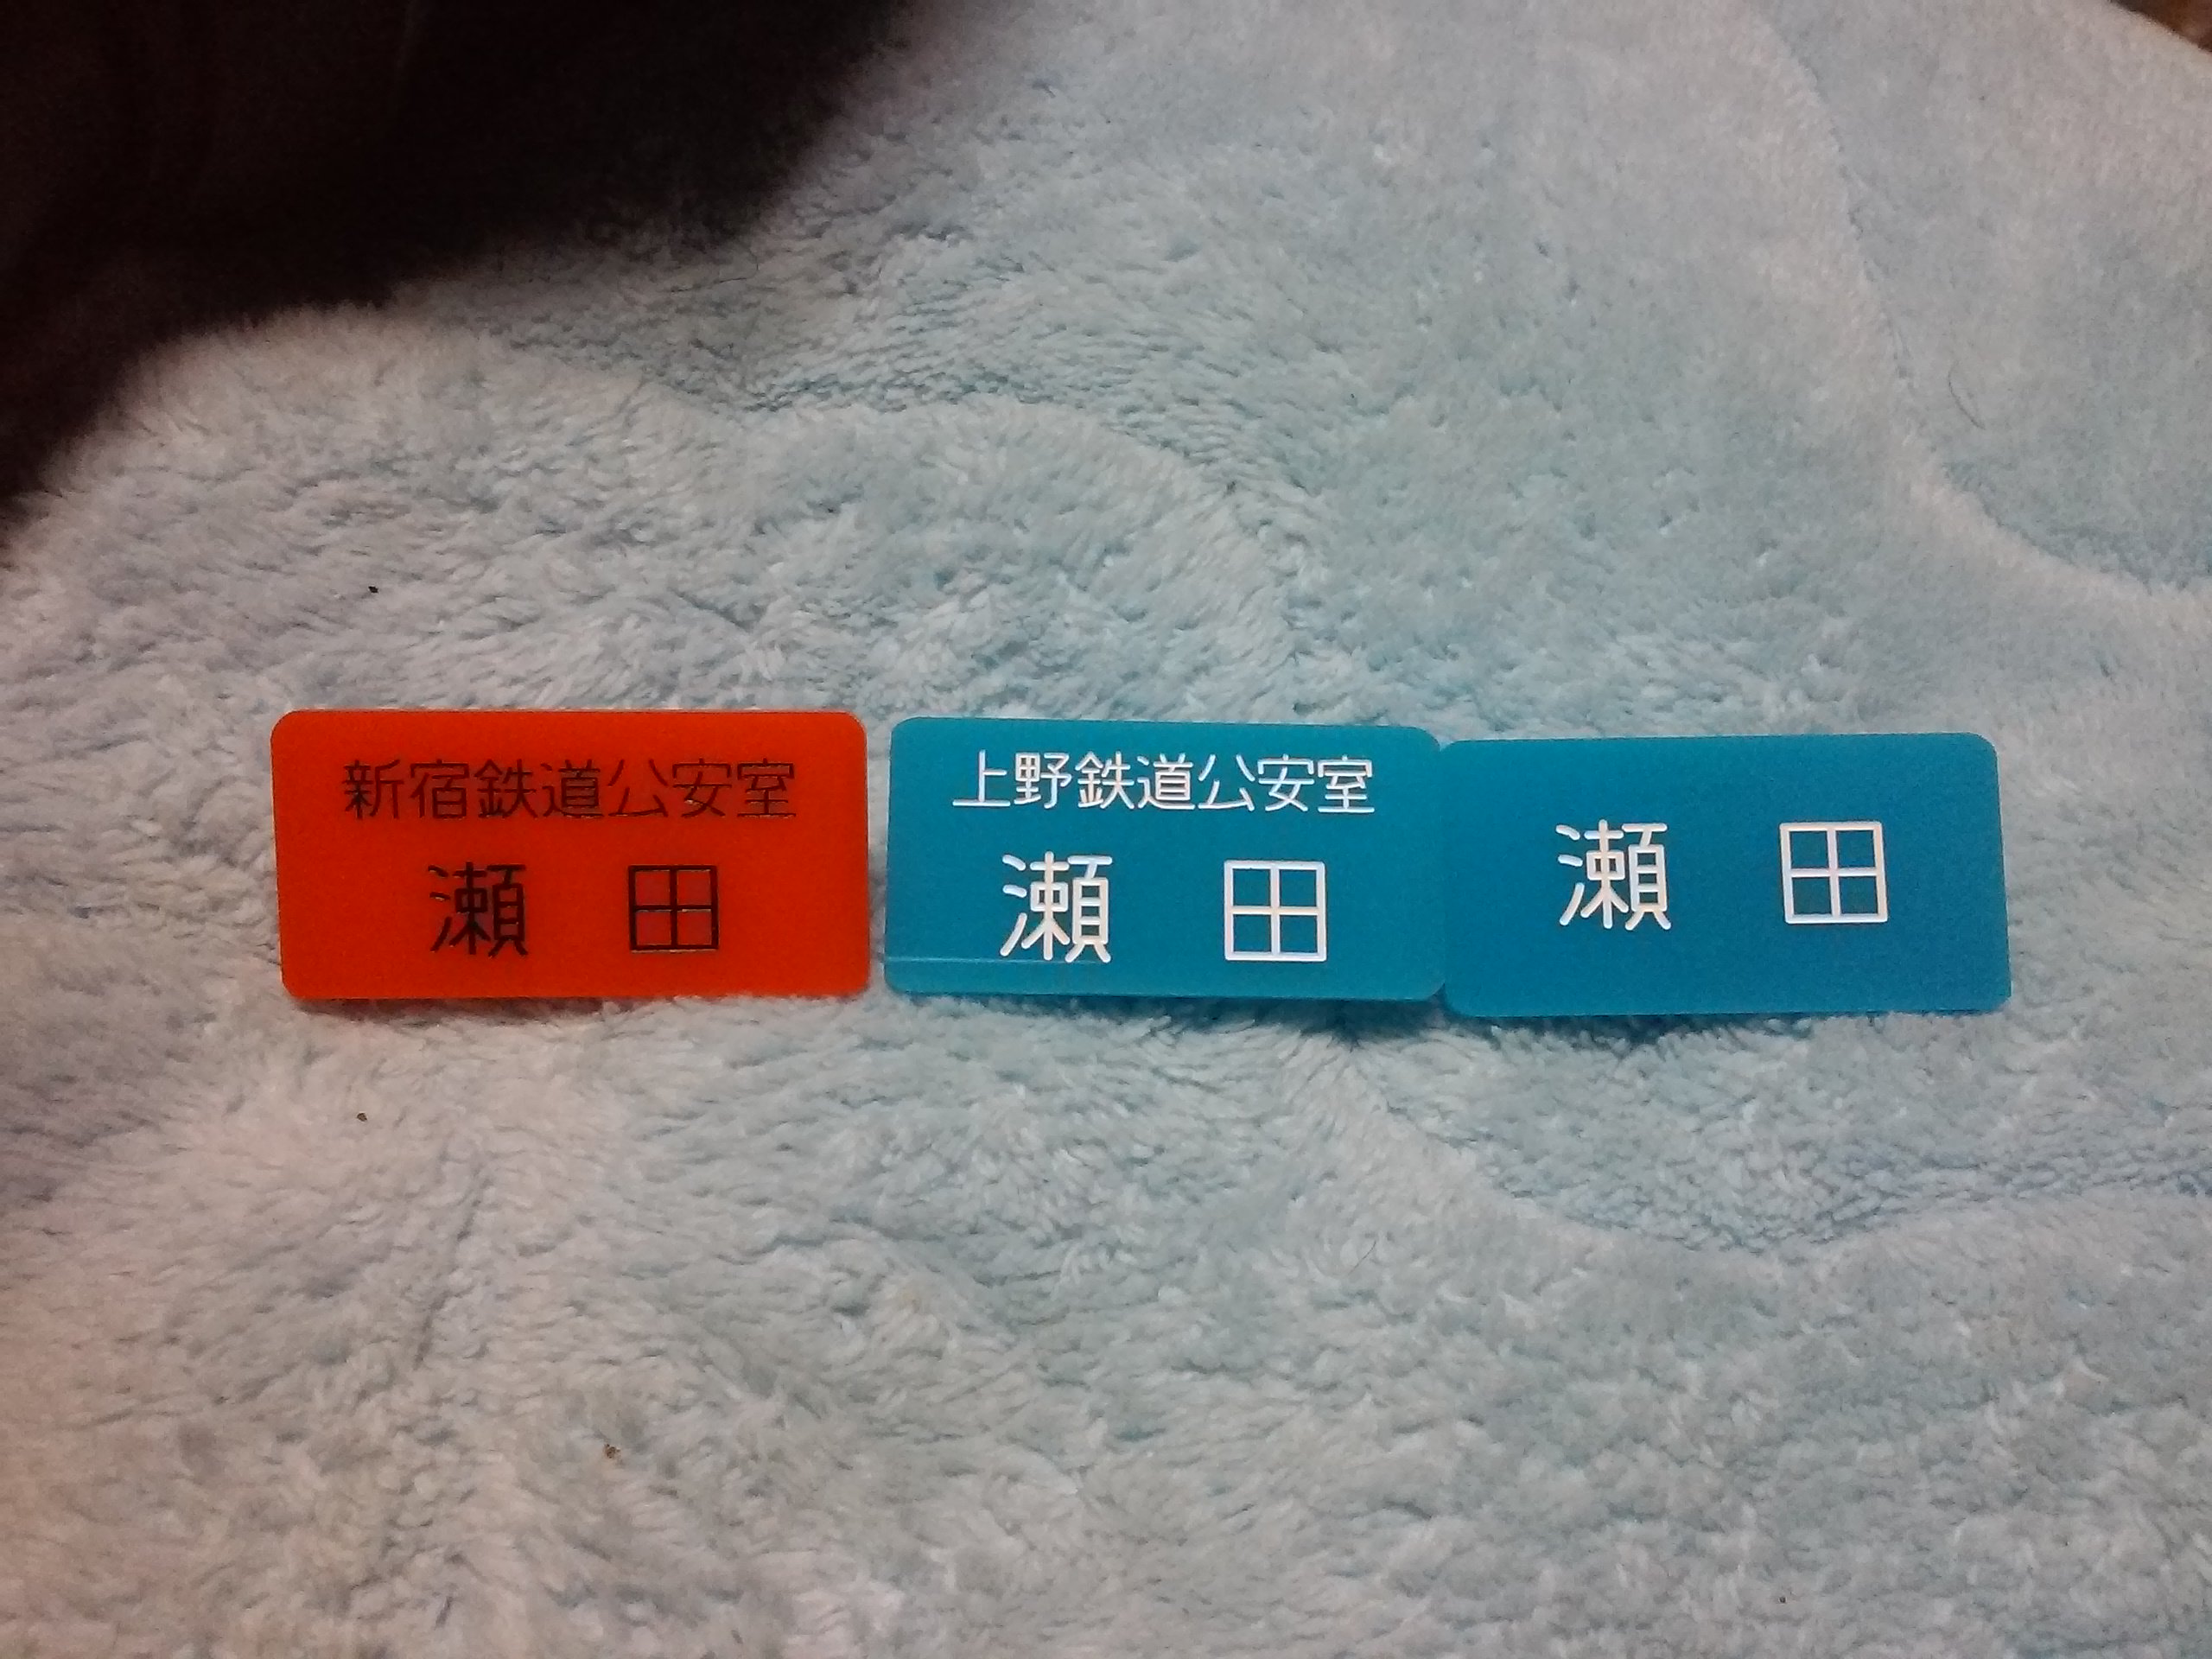 新宿鉄道公安室
瀬 田
上野鉄道公安室
瀬 田
瀬 田